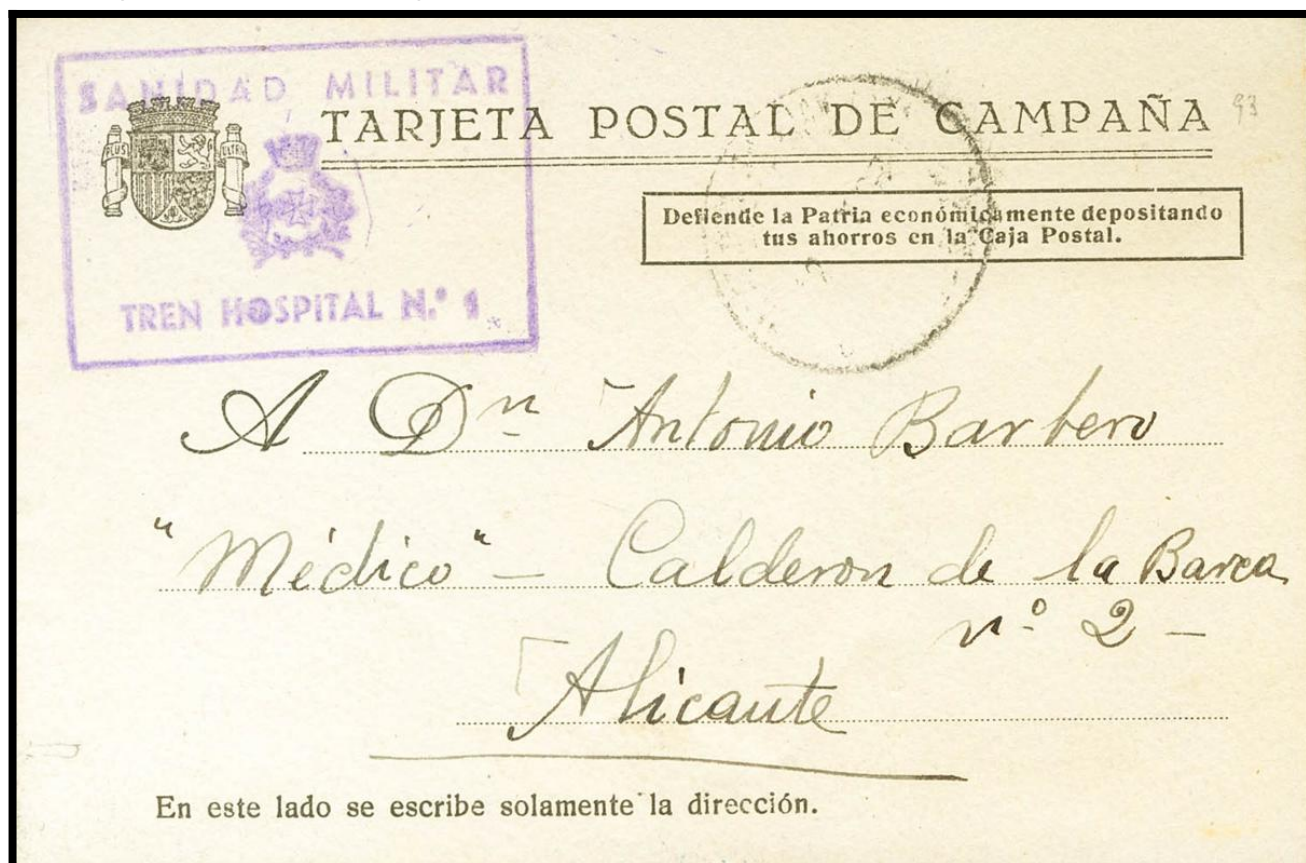 SANIDAD MILITAR
PLUS ULTRA
TARJETA POSTAL DE CAMPAÑA
93
Defiende la Patria económicamente depositando
tus ahorros en la Caja Postal.
TREN HOSPITAL N.º 1
A Dn Antonio Barbero
"Médico" - Calderon de la Barca
nº 2 -
Alicante
En este lado se escribe solamente la dirección.